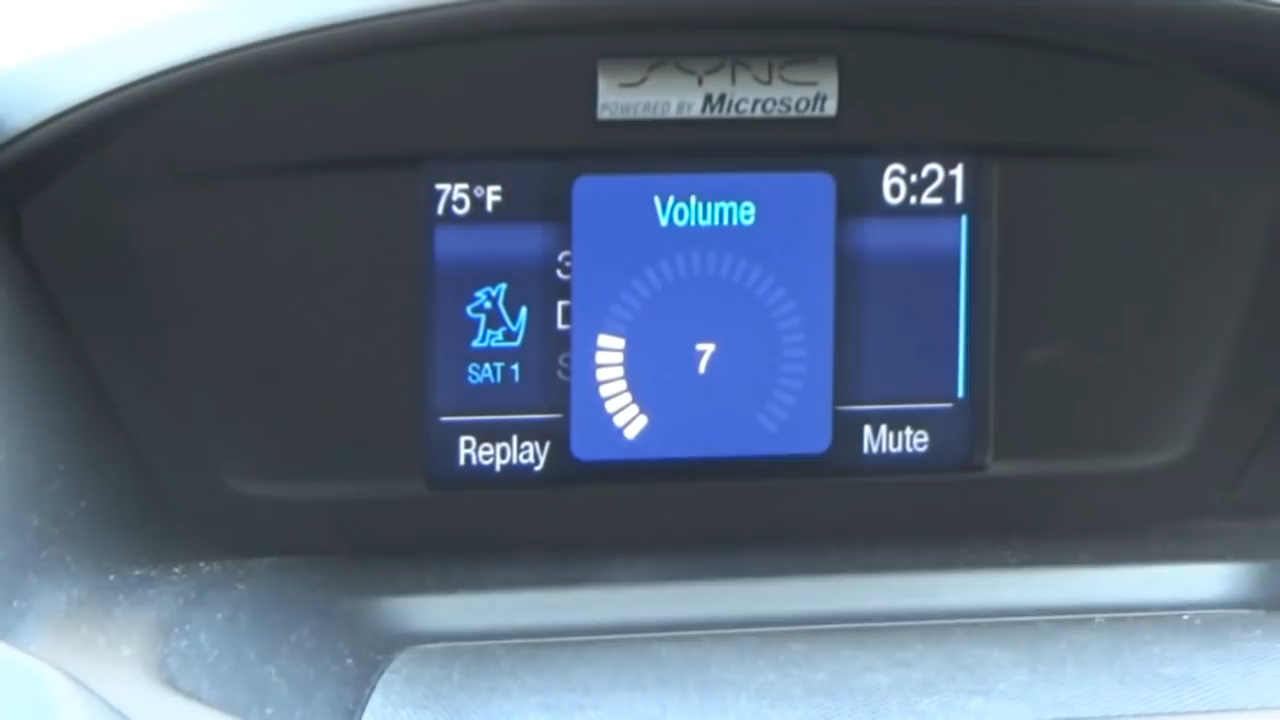 SYNC
POWERED BY Microsoft
75°F
6:21
Volume
7
SAT 1
Replay
Mute